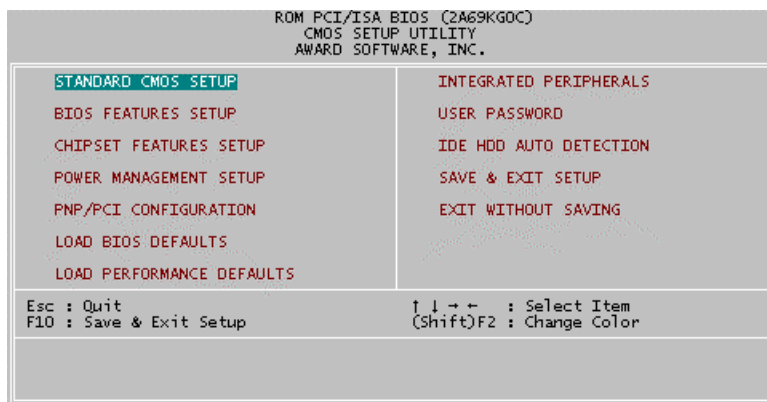 ROM PCI/ISA BIOS (2A69KG0C)
CMOS SETUP UTILITY
AWARD SOFTWARE, INC.
STANDARD CMOS SETUP
BIOS FEATURES SETUP
CHIPSET FEATURES SETUP
POWER MANAGEMENT SETUP
PNP/PCI CONFIGURATION
LOAD BIOS DEFAULTS
LOAD PERFORMANCE DEFAULTS
INTEGRATED PERIPHERALS
USER PASSWORD
IDE HDD AUTO DETECTION
SAVE & EXIT SETUP
EXIT WITHOUT SAVING
Esc : Quit
F10 : Save & Exit Setup
↑ ↓ → ← : Select Item
(Shift)F2 : Change Color